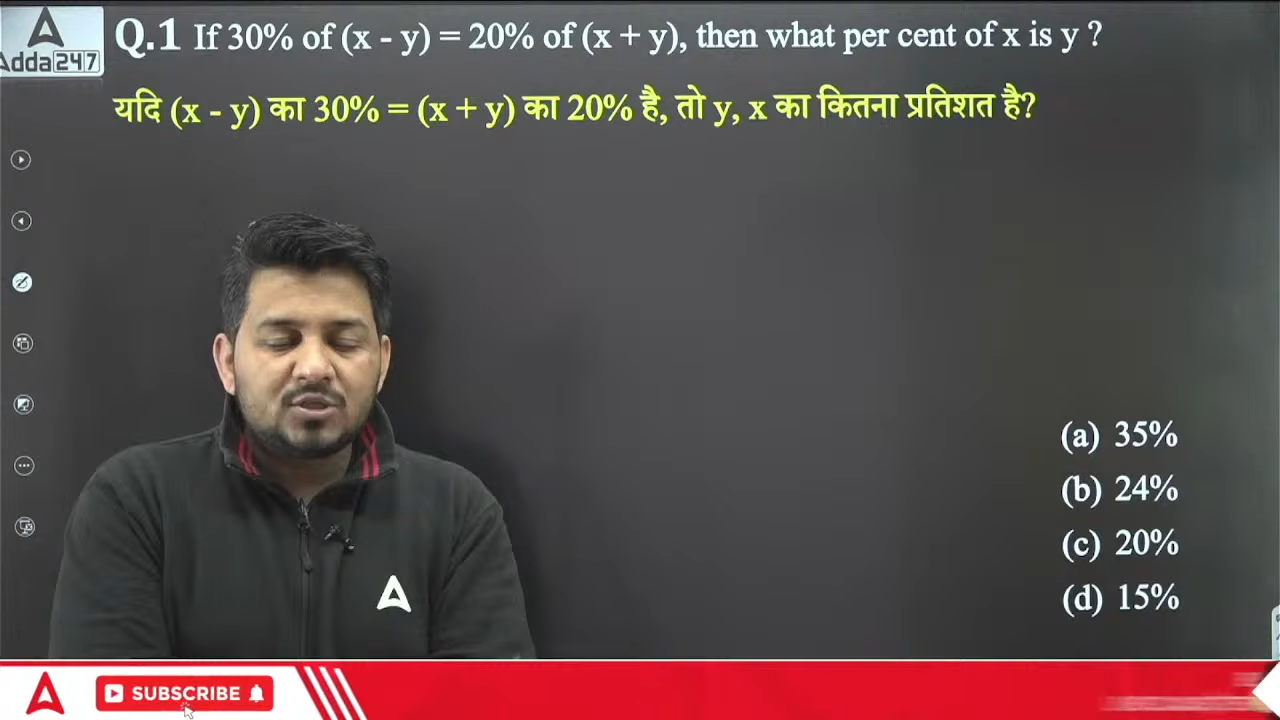 Adda247
Q.1 If 30% of (x - y) = 20% of (x + y), then what per cent of x is y ?
यदि (x - y) का 30% = (x + y) का 20% है, तो y, x का कितना प्रतिशत है?
(a) 35%
(b) 24%
(c) 20%
(d) 15%
SUBSCRIBE